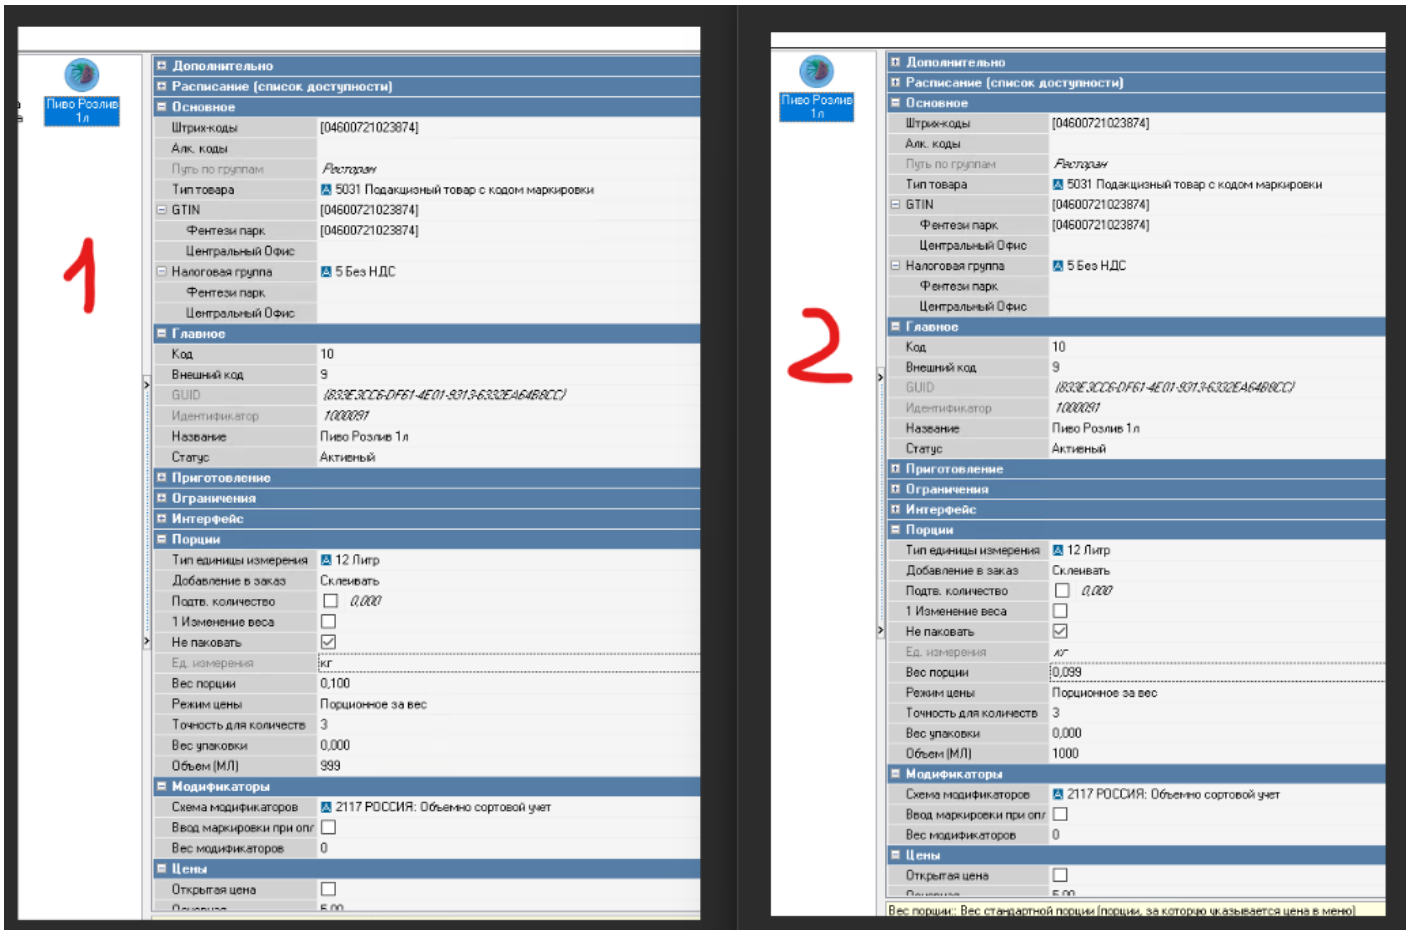 Пиво Розлив
1л
Дополнительно
Расписание (список доступности)
Основное
Штрих-коды [04600721023874]
Алк. коды
Путь по группам Ресторан
Тип товара 5031 Подакцизный товар с кодом маркировки
GTIN [04600721023874]
Фентези парк [04600721023874]
Центральный Офис
Налоговая группа 5 Без НДС
Фентези парк
Центральный Офис
Главное
Код 10
Внешний код 9
GUID {833E3CC6-DF61-4E01-9313-6332EA64B8CC}
Идентификатор 1000091
Название Пиво Розлив 1л
Статус Активный
Приготовление
Ограничения
Интерфейс
Порции
Тип единицы измерения 12 Литр
Добавление в заказ Склеивать
Подтв. количество 0,000
1 Изменение веса
Не паковать
Ед. измерения кг
Вес порции 0,100
Режим цены Порционное за вес
Точность для количеств 3
Вес упаковки 0,000
Объем (МЛ) 999
Модификаторы
Схема модификаторов 2117 РОССИЯ: Объемно сортовой учет
Ввод маркировки при опл
Вес модификаторов 0
Цены
Открытая цена
1
Пиво Розлив
1л
Дополнительно
Расписание (список доступности)
Основное
Штрих-коды [04600721023874]
Алк. коды
Путь по группам Ресторан
Тип товара 5031 Подакцизный товар с кодом маркировки
GTIN [04600721023874]
Фентези парк [04600721023874]
Центральный Офис
Налоговая группа 5 Без НДС
Фентези парк
Центральный Офис
Главное
Код 10
Внешний код 9
GUID {833E3CC6-DF61-4E01-9313-6332EA64B8CC}
Идентификатор 1000091
Название Пиво Розлив 1л
Статус Активный
Приготовление
Ограничения
Интерфейс
Порции
Тип единицы измерения 12 Литр
Добавление в заказ Склеивать
Подтв. количество 0,000
1 Изменение веса
Не паковать
Ед. измерения кг
Вес порции 0,099
Режим цены Порционное за вес
Точность для количеств 3
Вес упаковки 0,000
Объем (МЛ) 1000
Модификаторы
Схема модификаторов 2117 РОССИЯ: Объемно сортовой учет
Ввод маркировки при опл
Вес модификаторов 0
Цены
Открытая цена
Вес порции:: Вес стандартной порции (порции, за которую указывается цена в меню)
2